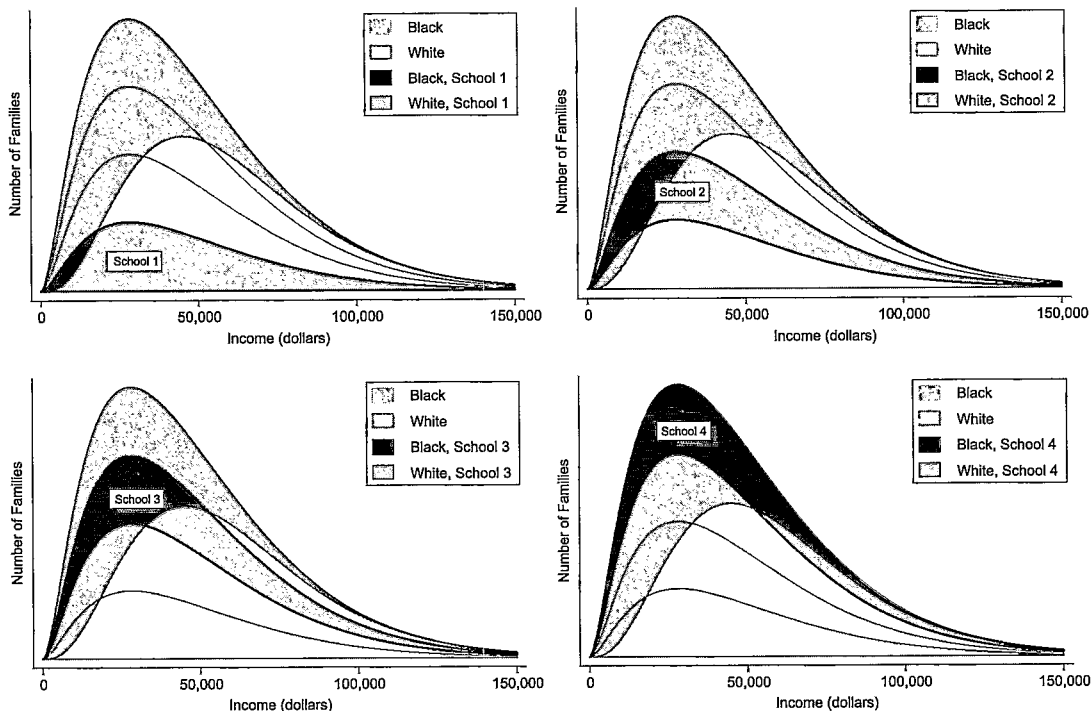 Black
White
Black, School 1
White, School 1
School 1
Number of Families
0
50,000
100,000
150,000
Income (dollars)
Black
White
Black, School 2
White, School 2
School 2
Number of Families
0
50,000
100,000
150,000
Income (dollars)
Black
White
Black, School 3
White, School 3
School 3
Number of Families
0
50,000
100,000
150,000
Income (dollars)
Black
White
Black, School 4
White, School 4
School 4
Number of Families
0
50,000
100,000
150,000
Income (dollars)